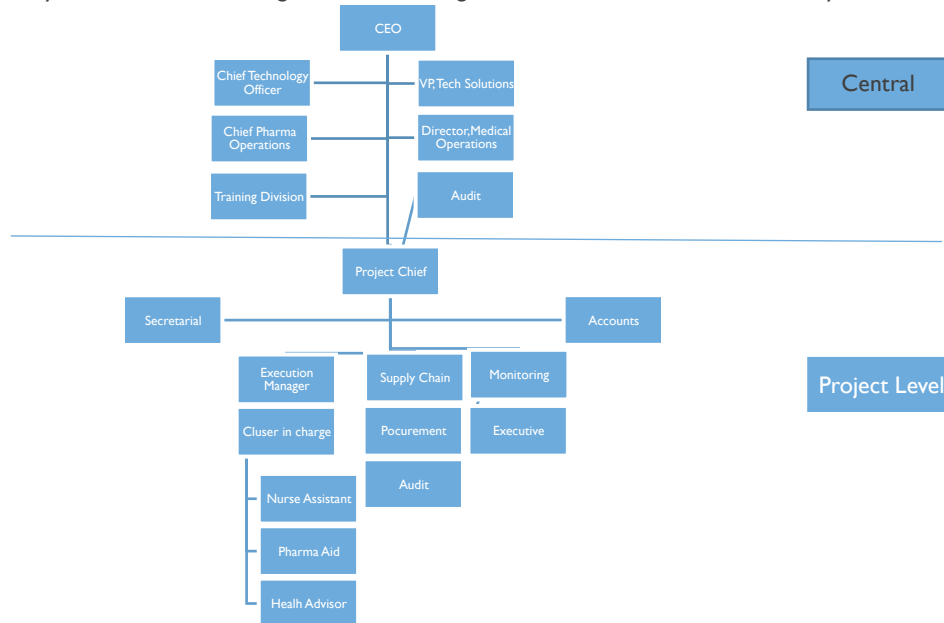 CEO
Chief Technology
Officer
VP,Tech Solutions
Central
Chief Pharma
Operations
Director,Medical
Operations
Training Division
Audit
Project Chief
Secretarial
Accounts
Execution
Manager
Supply Chain
Monitoring
Project Level
Cluser in charge
Pocurement
Executive
Audit
Nurse Assistant
Pharma Aid
Healh Advisor